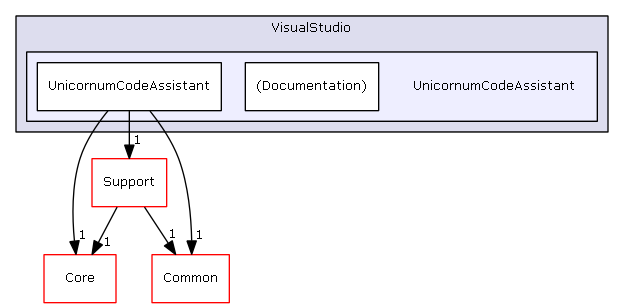 VisualStudio
UnicornumCodeAssistant
(Documentation)
UnicornumCodeAssistant
1
Support
1
1
1
1
Core
Common